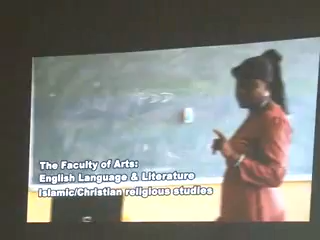 The Faculty of Arts:
English Language & Literature
Islamic/Christian religious studies